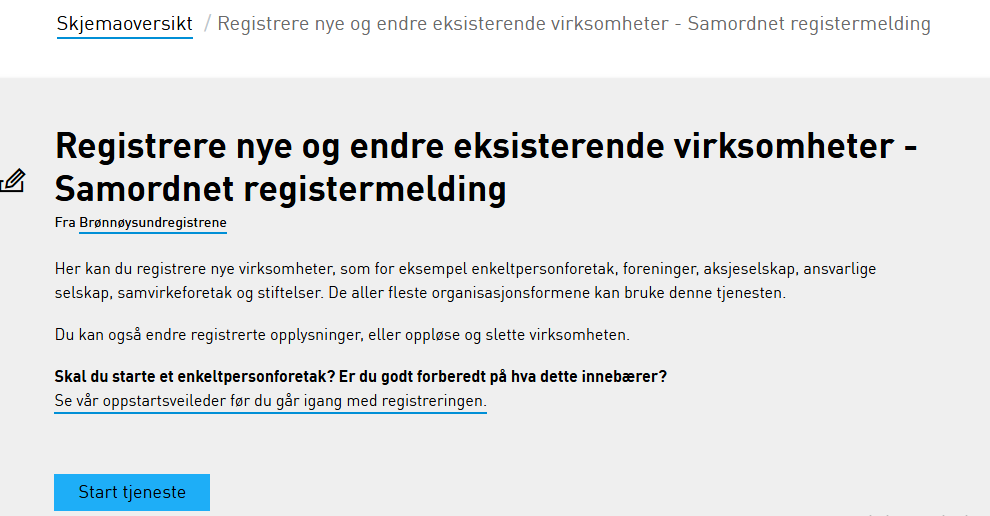 Skjemaoversikt / Registrere nye og endre eksisterende virksomheter - Samordnet registermelding
Registrere nye og endre eksisterende virksomheter -
Samordnet registermelding
Fra Brønnøysundregistrene
Her kan du registrere nye virksomheter, som for eksempel enkeltpersonforetak, foreninger, aksjeselskap, ansvarlige
selskap, samvirkeforetak og stiftelser. De aller fleste organisasjonsformene kan bruke denne tjenesten.
Du kan også endre registrerte opplysninger, eller oppløse og slette virksomheten.
Skal du starte et enkeltpersonforetak? Er du godt forberedt på hva dette innebærer?
Se vår oppstartsveileder før du går igang med registreringen.
Start tjeneste